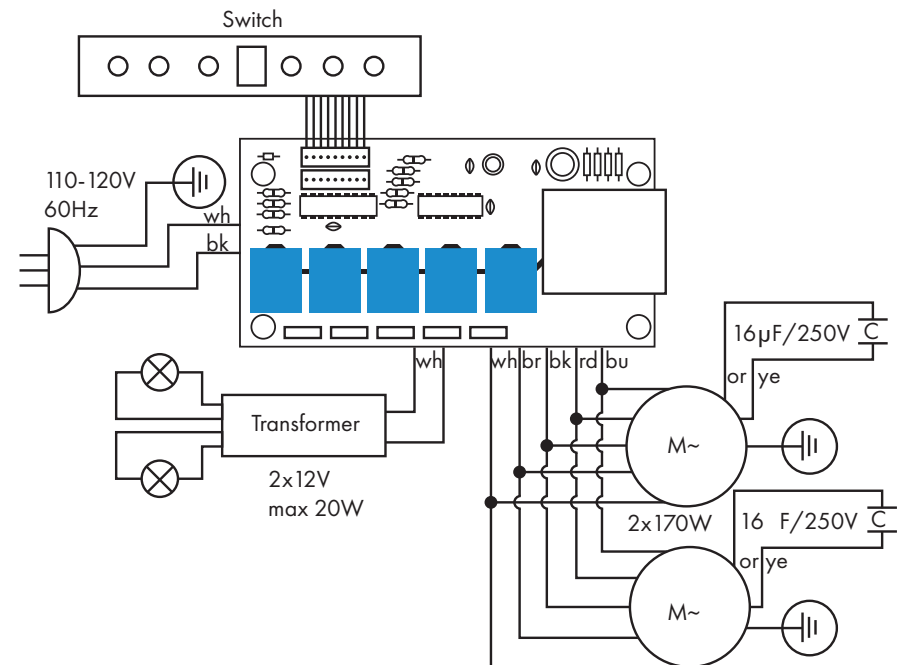 Switch
110-120V
60Hz
wh
bk
wh
wh br bk rd bu
16µF/250V C
or ye
Transformer
M~
2x12V
max 20W
2x170W
16 F/250V C
or ye
M~